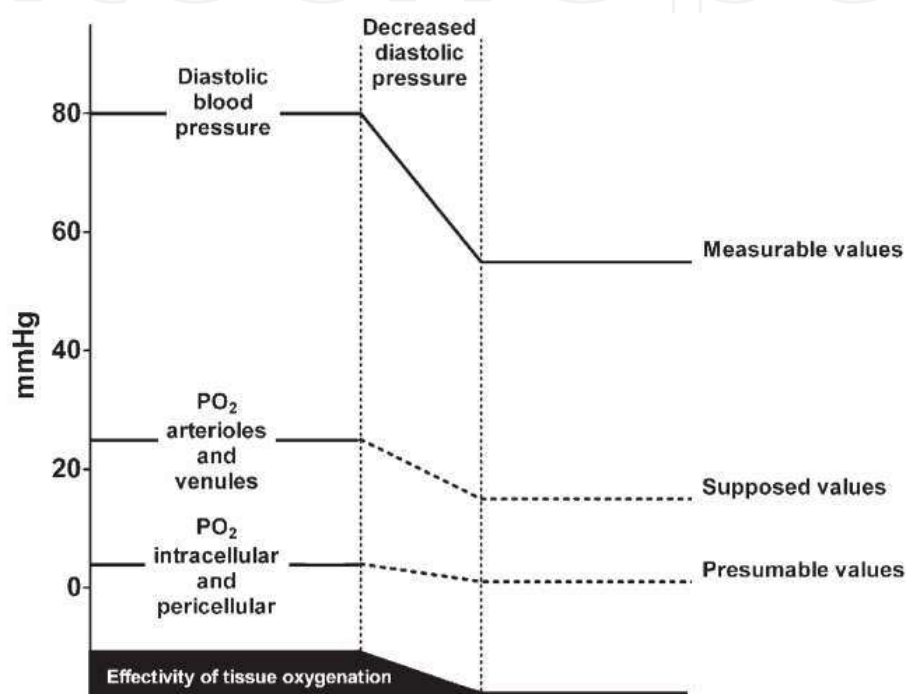 Decreased
diastolic
pressure
Diastolic
blood
pressure
80
60
Measurable values
mmHg
40
PO₂
arterioles
and
venules
20
Supposed values
PO₂
intracellular
and
pericellular
0
Presumable values
Effectivity of tissue oxygenation